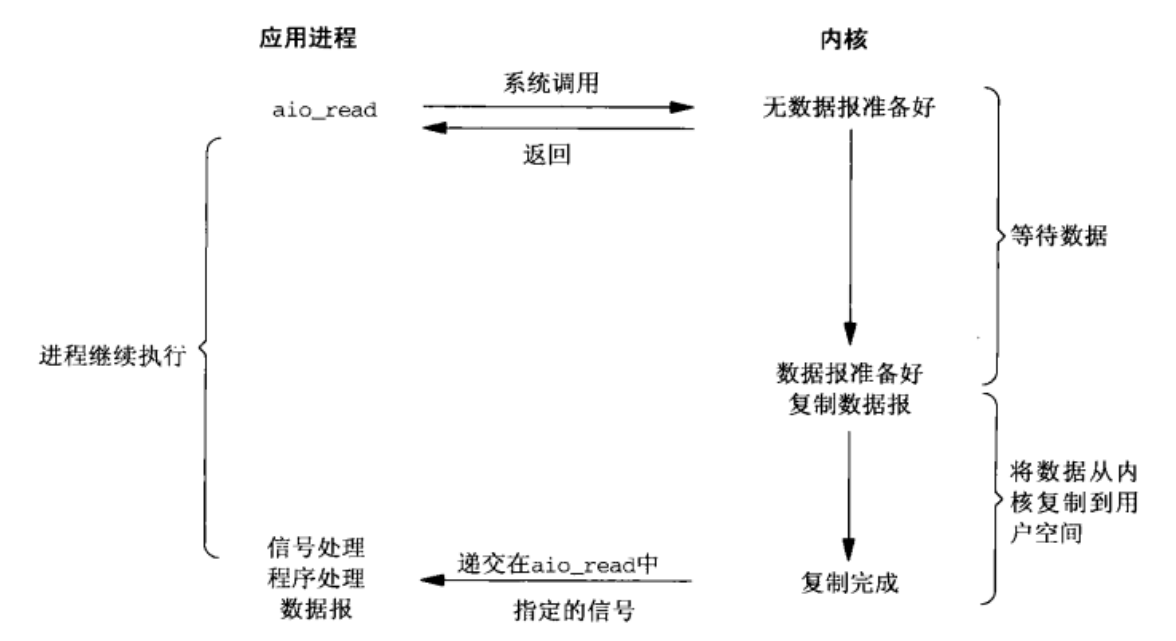 应用进程
内核
系统调用
aio_read
无数据报准备好
返回
等待数据
进程继续执行
数据报准备好
复制数据报
将数据从内
核复制到用
户空间
信号处理
程序处理
数据报
递交在aio_read中
指定的信号
复制完成